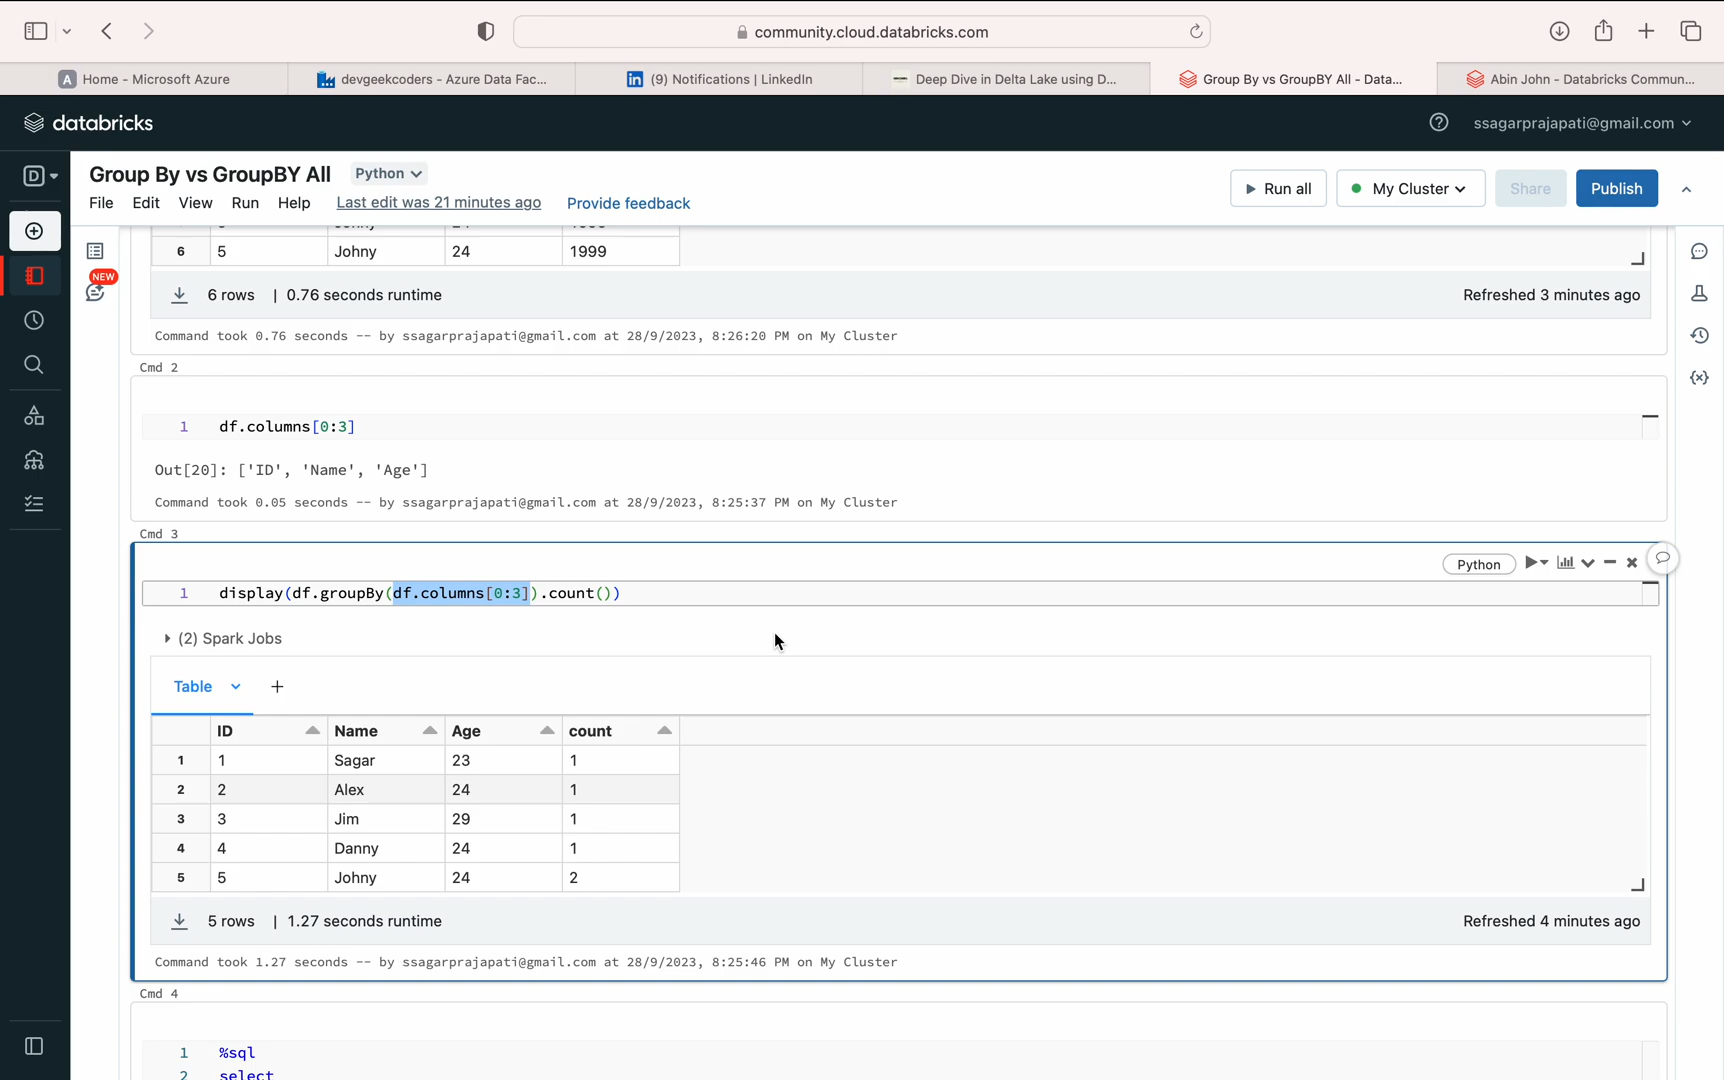 community.cloud.databricks.com
Home - Microsoft Azure
devgeekcoders - Azure Data Fac...
(9) Notifications | LinkedIn
Deep Dive in Delta Lake using D...
Group By vs GroupBY All - Data...
Abin John - Databricks Commun...
databricks
ssagarprajapati@gmail.com
D
Group By vs GroupBY All Python
Run all
My Cluster
Share
Publish
File Edit View Run Help Last edit was 21 minutes ago Provide feedback
NEW
6 5 Johny 24 1999
6 rows | 0.76 seconds runtime Refreshed 3 minutes ago
Command took 0.76 seconds -- by ssagarprajapati@gmail.com at 28/9/2023, 8:26:20 PM on My Cluster
Cmd 2
1 df.columns[0:3]
Out[20]: ['ID', 'Name', 'Age']
Command took 0.05 seconds -- by ssagarprajapati@gmail.com at 28/9/2023, 8:25:37 PM on My Cluster
Cmd 3
Python
1 display(df.groupBy(df.columns[0:3]).count())
(2) Spark Jobs
Table +
ID Name Age count
1 1 Sagar 23 1
2 2 Alex 24 1
3 3 Jim 29 1
4 4 Danny 24 1
5 5 Johny 24 2
5 rows | 1.27 seconds runtime Refreshed 4 minutes ago
Command took 1.27 seconds -- by ssagarprajapati@gmail.com at 28/9/2023, 8:25:46 PM on My Cluster
Cmd 4
1 %sql
2 select